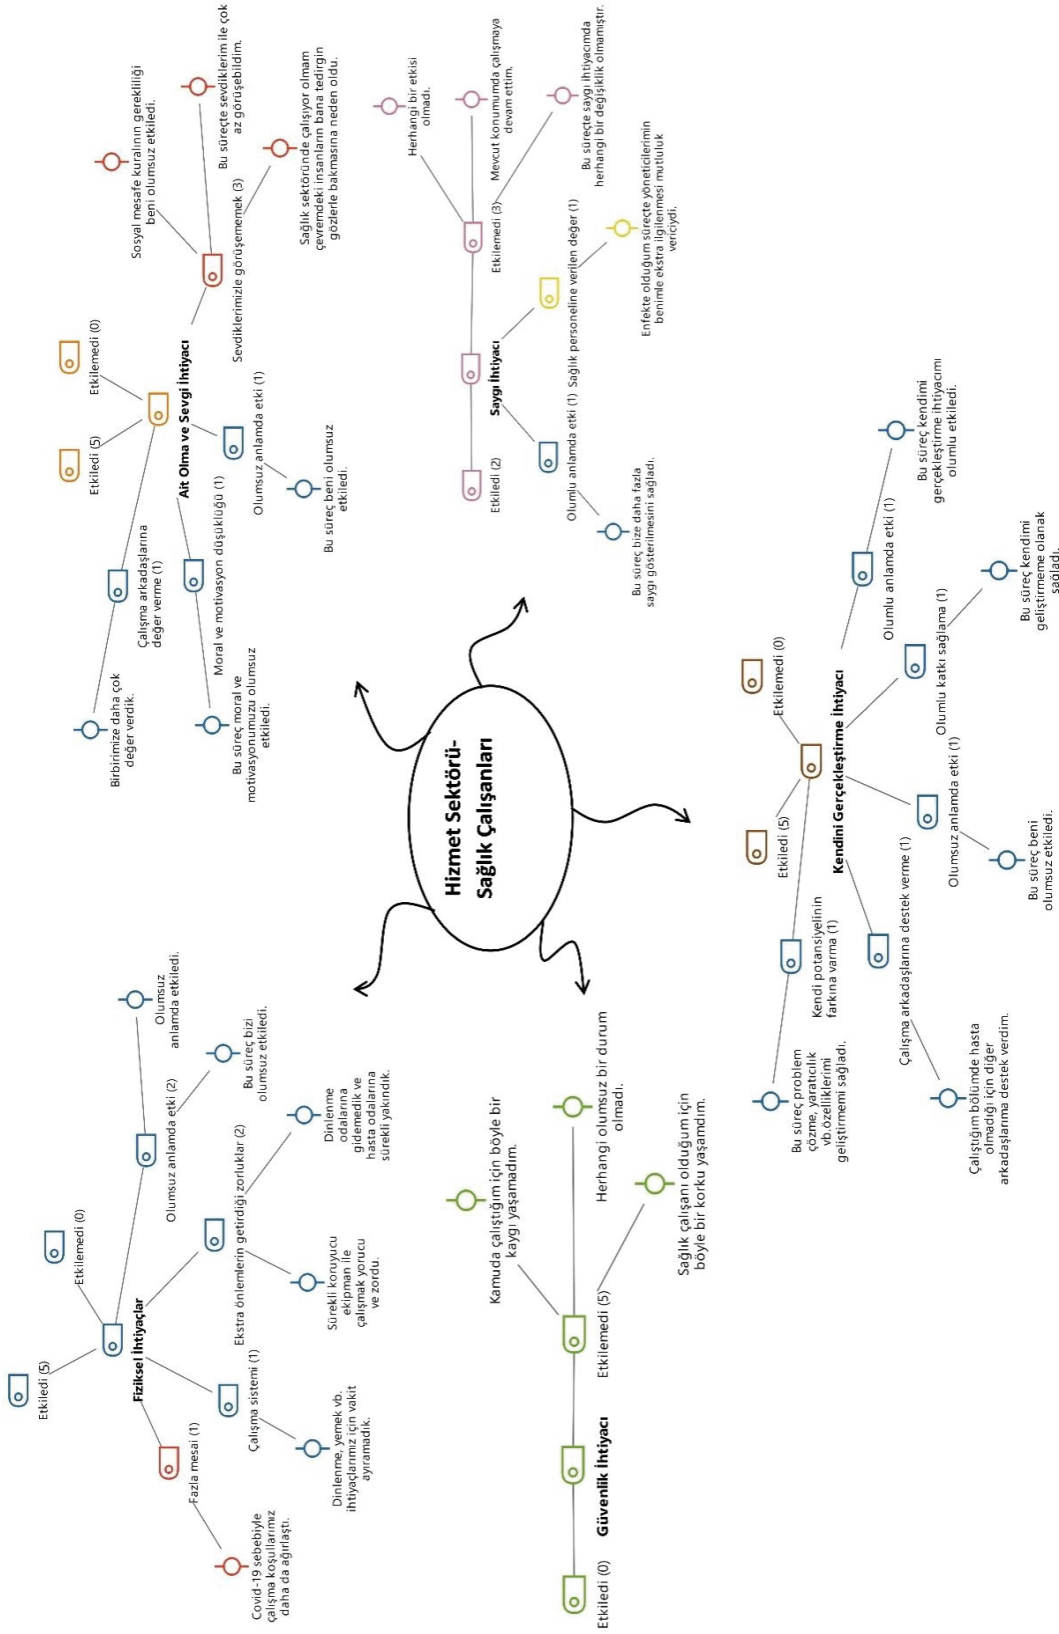 Hizmet Sektörü-
Sağlık Çalışanları
Fiziksel İhtiyaçlar
Etkiledi (5)
Etkilemedi (0)
Olumsuz anlamda etki (2)
Olumsuz
anlamda etkiledi.
Bu süreç bizi
olumsuz etkiledi.
Ekstra önlemlerin getirdiği zorluklar (2)
Dinlenme
odalarına
gidemedik ve
hasta odalarına
sürekli yakındık.
Sürekli koruyucu
ekipman ile
çalışmak yorucu
ve zordu.
Çalışma sistemi (1)
Dinlenme, yemek vb.
ihtiyaçlarımız için vakit
ayıramadık.
Fazla mesai (1)
Covid-19 sebebiyle
çalışma koşullarımız
daha da ağırlaştı.
Ait Olma ve Sevgi İhtiyacı
Etkiledi (5)
Etkilemedi (0)
Çalışma arkadaşlarına
değer verme (1)
Birbirimize daha çok
değer verdik.
Moral ve motivasyon düşüklüğü (1)
Bu süreç moral ve
motivasyonumuzu olumsuz
etkiledi.
Olumsuz anlamda etki (1)
Bu süreç beni olumsuz
etkiledi.
Sevdiklerimizle görüşememek (3)
Sosyal mesafe kuralının gerekliliği
beni olumsuz etkiledi.
Bu süreçte sevdiklerim ile çok
az görüşebildim.
Sağlık sektöründe çalışıyor olmam
çevremdeki insanların bana tedirgin
gözlerle bakmasına neden oldu.
Güvenlik İhtiyacı
Etkiledi (0)
Etkilemedi (5)
Kamuda çalıştığım için böyle bir
kaygı yaşamadım.
Herhangi olumsuz bir durum
olmadı.
Sağlık çalışanı olduğum için
böyle bir korku yaşamdım.
Saygı İhtiyacı
Etkiledi (2)
Etkilemedi (3)
Herhangi bir etkisi
olmadı.
Mevcut konumumda çalışmaya
devam ettim.
Bu süreçte saygı ihtiyacımda
herhangi bir değişiklik olmamıştır.
Olumlu anlamda etki (1)
Bu süreç bize daha fazla
saygı gösterilmesini sağladı.
Sağlık personeline verilen değer (1)
Enfekte olduğum süreçte yöneticilerimin
benimle ekstra ilgilenmesi mutluluk
vericiydi.
Kendini Gerçekleştirme İhtiyacı
Etkiledi (5)
Etkilemedi (0)
Kendi potansiyelinin
farkına varma (1)
Bu süreç problem
çözme, yaratıcılık
vb.özelliklerimi
geliştirmemi sağladı.
Çalışma arkadaşlarına destek verme (1)
Çalıştığım bölümde hasta
olmadığı için diğer
arkadaşlarıma destek verdim.
Olumsuz anlamda etki (1)
Bu süreç beni
olumsuz etkiledi.
Olumlu katkı sağlama (1)
Bu süreç kendimi
geliştirmeme olanak
sağladı.
Olumlu anlamda etki (1)
Bu süreç kendimi
gerçekleştirme ihtiyacımı
olumlu etkiledi.